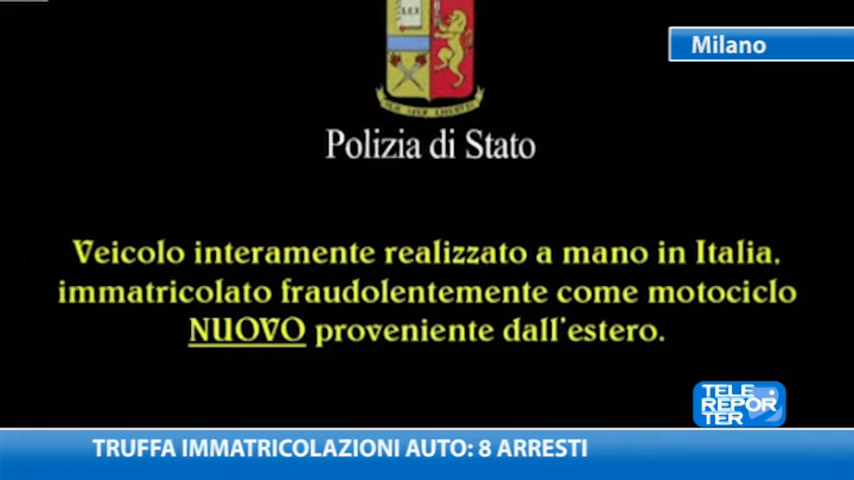 LEX
Milano
Polizia di Stato
Veicolo interamente realizzato a mano in Italia,
immatricolato fraudolentemente come motociclo
NUOVO proveniente dall'estero.
TELE
REPOR
TER
TRUFFA IMMATRICOLAZIONI AUTO: 8 ARRESTI